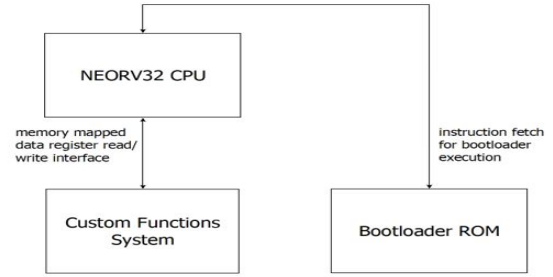 NEORV32 CPU
memory mapped
data register read/
write interface
instruction fetch
for bootloader
execution
Custom Functions
System
Bootloader ROM